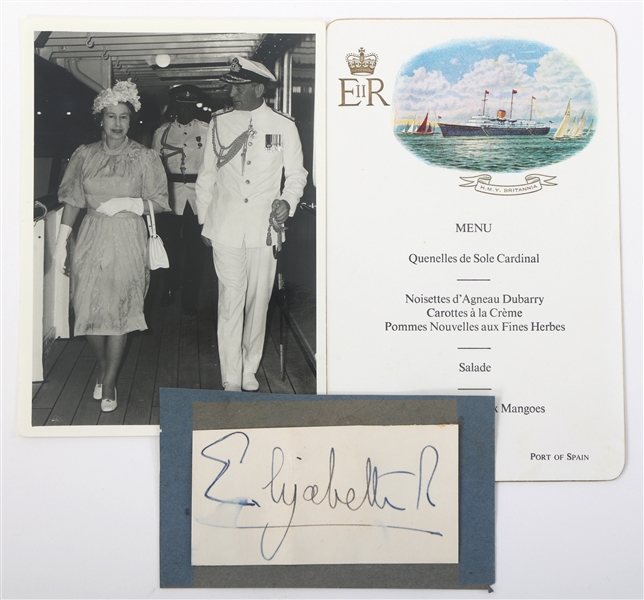 EIIR
H.M.Y. BRITANNIA
MENU
Quenelles de Sole Cardinal
Noisettes d'Agneau Dubarry
Carottes à la Crème
Pommes Nouvelles aux Fines Herbes
Salade
Mangoes
PORT OF SPAIN
Elizabeth R